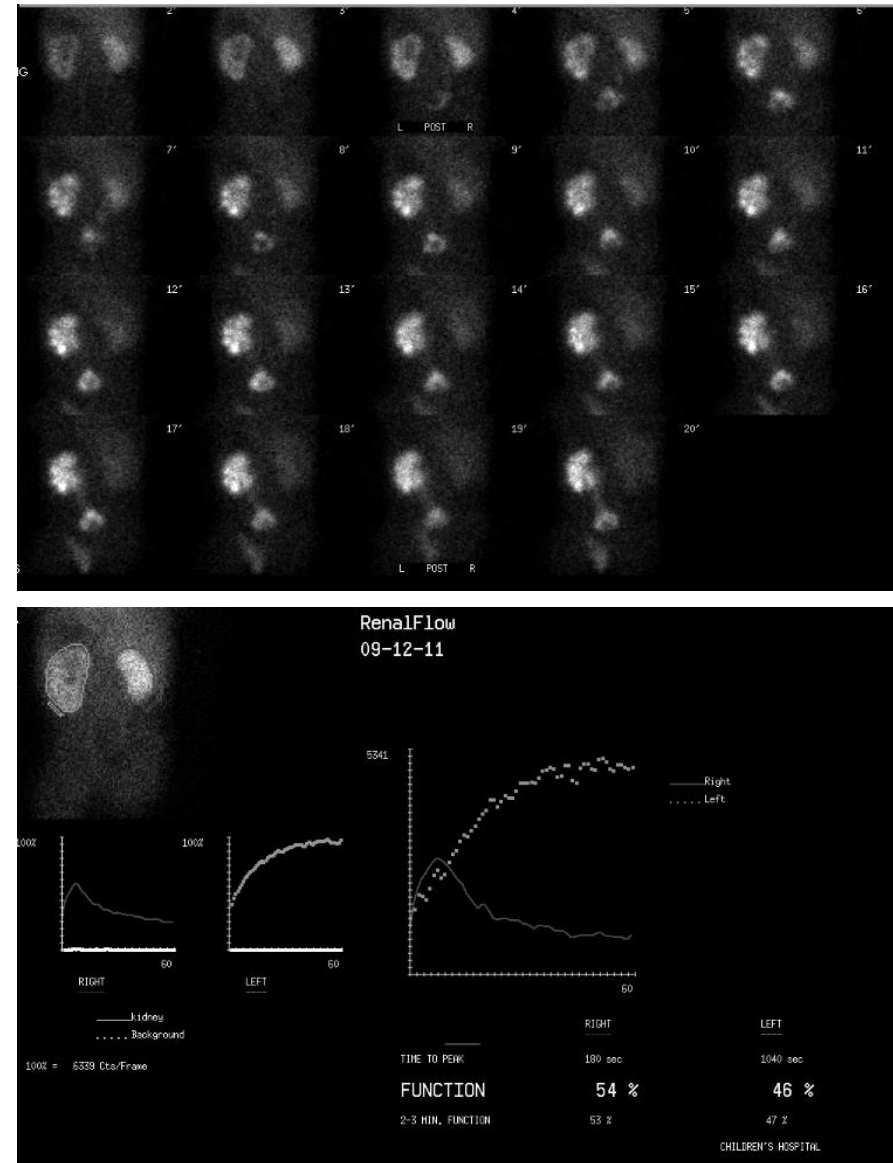 2' 3' 4' 5' 6'
L POST R
7' 8' 9' 10' 11'
12' 13' 14' 15' 16'
17' 18' 19' 20'
L POST R
RenalFlow
09-12-11
5341
Right
Left
100%
100%
60
60
60
RIGHT
LEFT
kidney
Background
100% = 6339 Cts/Frame
RIGHT LEFT
TIME TO PEAK 180 sec 1040 sec
FUNCTION 54 % 46 %
2-3 MIN. FUNCTION 53 % 47 %
CHILDREN'S HOSPITAL